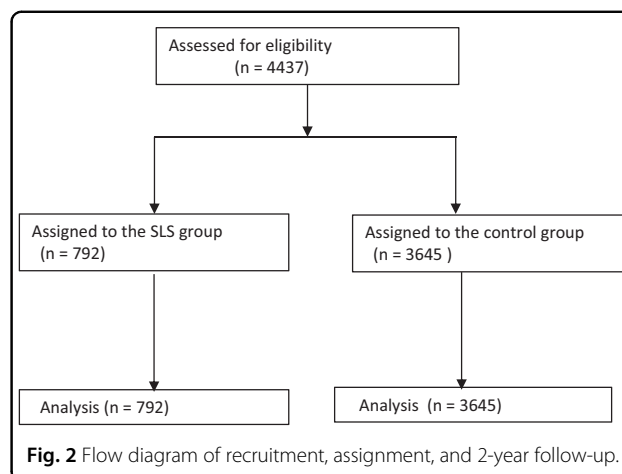 Assessed for eligibility
(n = 4437)
Assigned to the SLS group
(n = 792)
Assigned to the control group
(n = 3645 )
Analysis (n = 792)
Analysis (n = 3645)
Fig. 2 Flow diagram of recruitment, assignment, and 2-year follow-up.